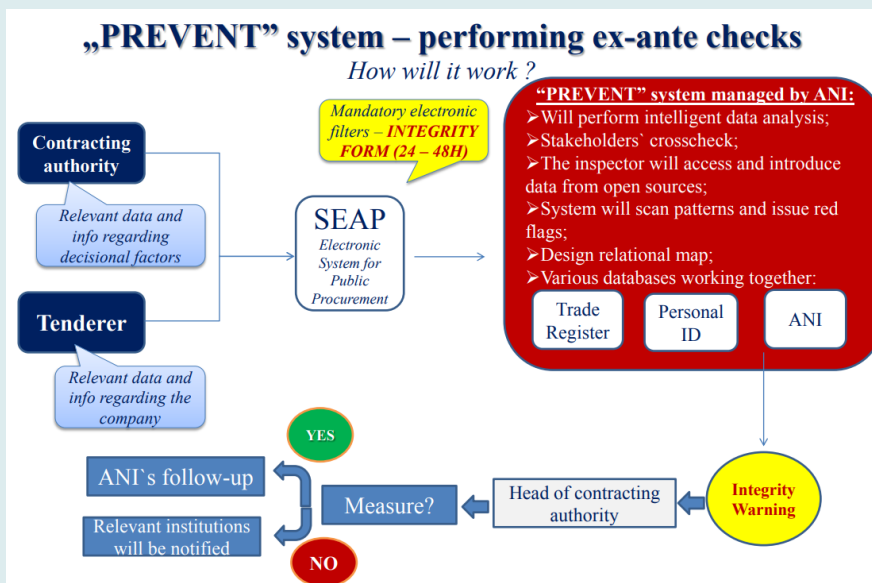 „PREVENT” system – performing ex-ante checks
How will it work ?
Contracting
authority
Relevant data and
info regarding
decisional factors
Tenderer
Relevant data and
info regarding the
company
Mandatory electronic
filters – INTEGRITY
FORM (24 – 48H)
SEAP
Electronic
System for
Public
Procurement
“PREVENT” system managed by ANI:
➢Will perform intelligent data analysis;
➢Stakeholders` crosscheck;
➢The inspector will access and introduce
data from open sources;
➢System will scan patterns and issue red
flags;
➢Design relational map;
➢Various databases working together:
Trade
Register
Personal
ID
ANI
Integrity
Warning
Head of contracting
authority
Measure?
YES
ANI`s follow-up
Relevant institutions
will be notified
NO